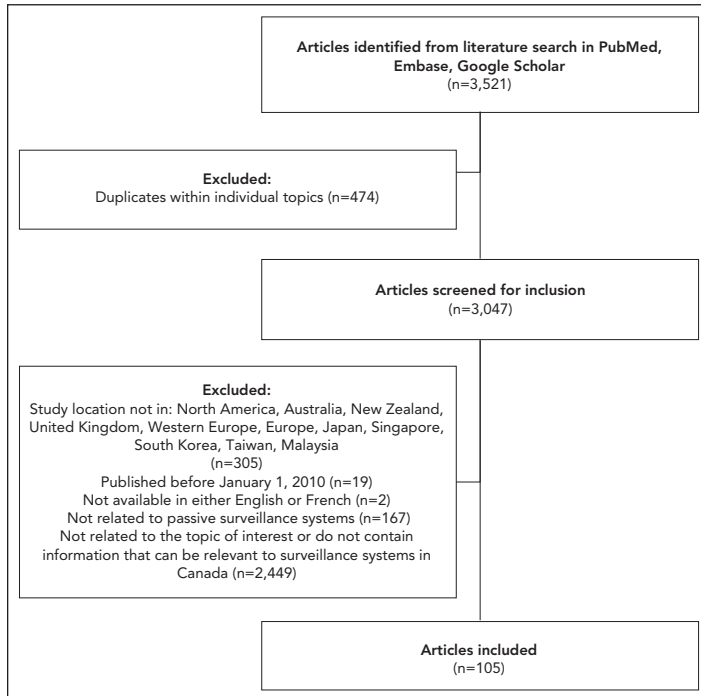 Articles identified from literature search in PubMed,
Embase, Google Scholar
(n=3,521)
Excluded:
Duplicates within individual topics (n=474)
Articles screened for inclusion
(n=3,047)
Excluded:
Study location not in: North America, Australia, New Zealand,
United Kingdom, Western Europe, Europe, Japan, Singapore,
South Korea, Taiwan, Malaysia
(n=305)
Published before January 1, 2010 (n=19)
Not available in either English or French (n=2)
Not related to passive surveillance systems (n=167)
Not related to the topic of interest or do not contain
information that can be relevant to surveillance systems in
Canada (n=2,449)
Articles included
(n=105)